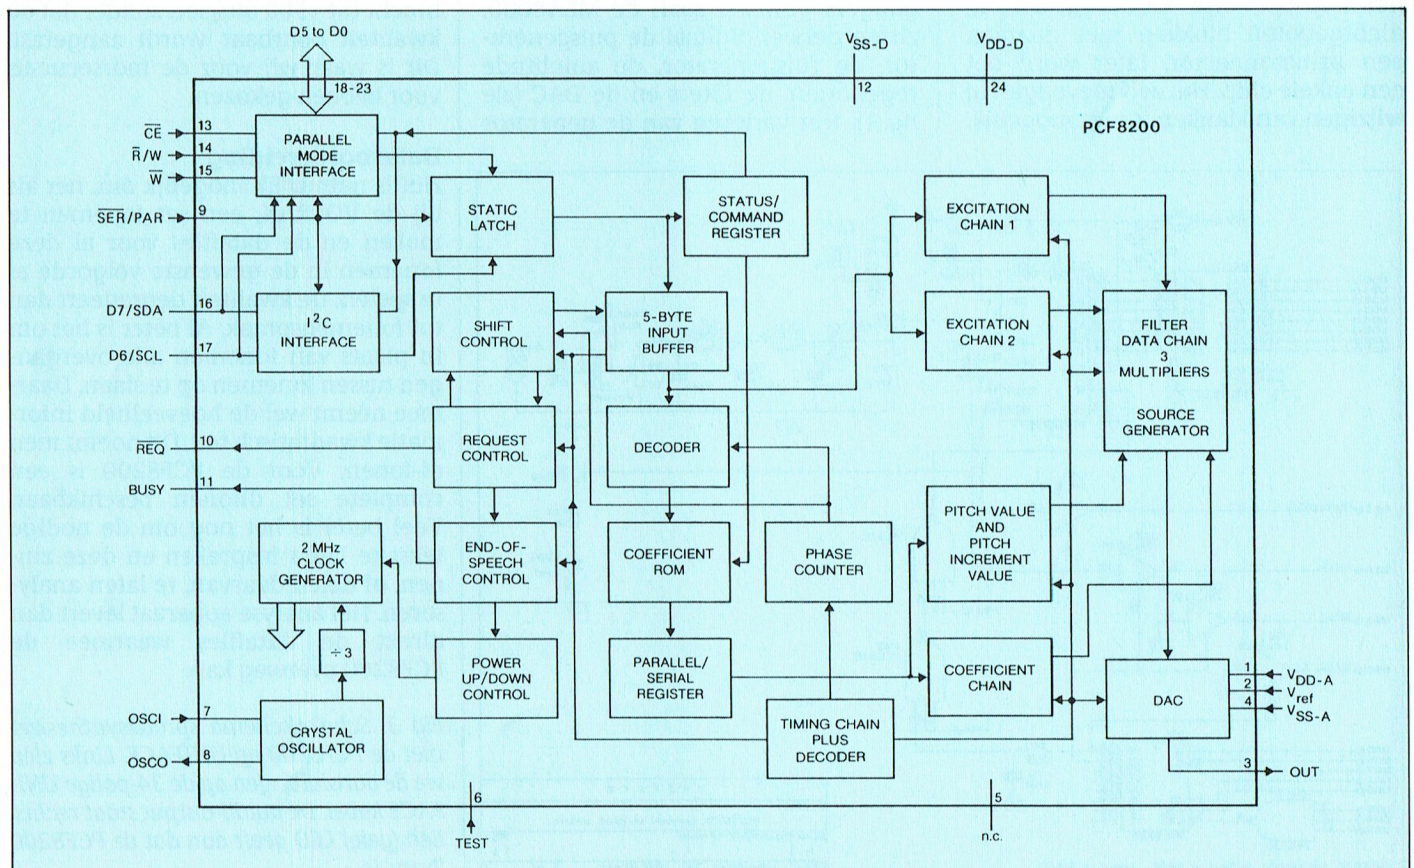 D5 to D0
18-23
VSS-D
12
VDD-D
24
PCF8200
CE
13
R/W
14
W
15
SER/PAR
9
D7/SDA
16
D6/SCL
17
REQ
10
BUSY
11
OSCI
7
OSCO
8
PARALLEL
MODE
INTERFACE
I2C
INTERFACE
STATIC
LATCH
STATUS/
COMMAND
REGISTER
SHIFT
CONTROL
5-BYTE
INPUT
BUFFER
EXCITATION
CHAIN 1
EXCITATION
CHAIN 2
FILTER
DATA CHAIN
3
MULTIPLIERS
SOURCE
GENERATOR
REQUEST
CONTROL
DECODER
2 MHz
CLOCK
GENERATOR
END-OF-
SPEECH
CONTROL
COEFFICIENT
ROM
PHASE
COUNTER
PITCH VALUE
AND
PITCH
INCREMENT
VALUE
÷3
POWER
UP/DOWN
CONTROL
PARALLEL/
SERIAL
REGISTER
COEFFICIENT
CHAIN
CRYSTAL
OSCILLATOR
TIMING CHAIN
PLUS
DECODER
DAC
1
VDD-A
2
Vref
4
VSS-A
3
OUT
6
TEST
5
n.c.